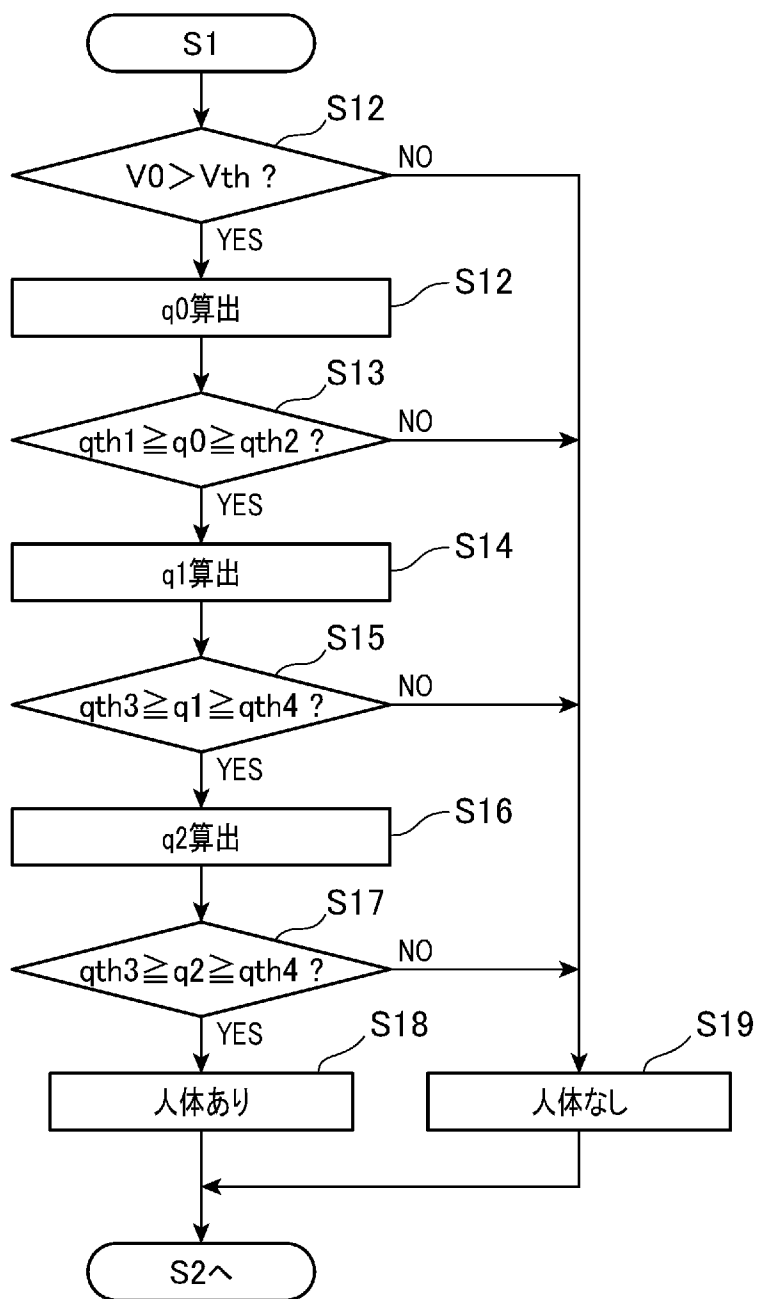 S1
S12
V0＞Vth ?
NO
YES
S12
q0算出
S13
qth1≧q0≧qth2 ?
NO
YES
S14
q1算出
S15
qth3≧q1≧qth4 ?
NO
YES
S16
q2算出
S17
qth3≧q2≧qth4 ?
NO
YES
S18
S19
人体あり
人体なし
S2へ